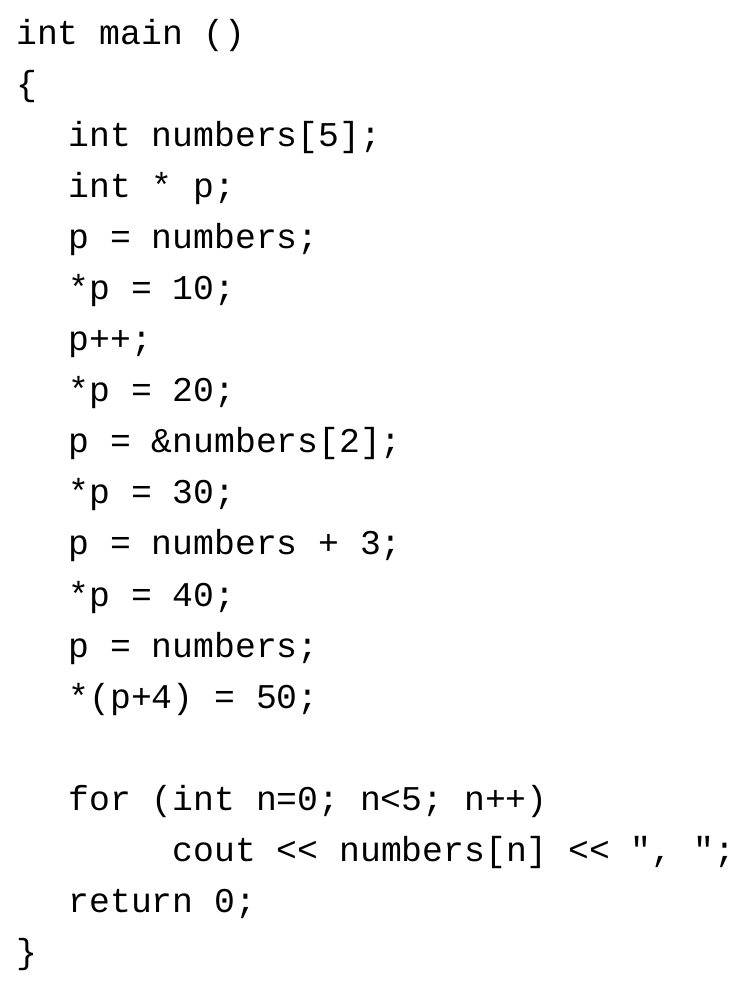 int main ()
{
int numbers[5];
int * p;
p = numbers;
*p = 10;
p++;
*p = 20;
p = &numbers[2];
*p = 30;
p = numbers + 3;
*p = 40;
p = numbers;
*(p+4) = 50;
for (int n=0; n<5; n++)
cout << numbers[n] << ", ";
return 0;
}